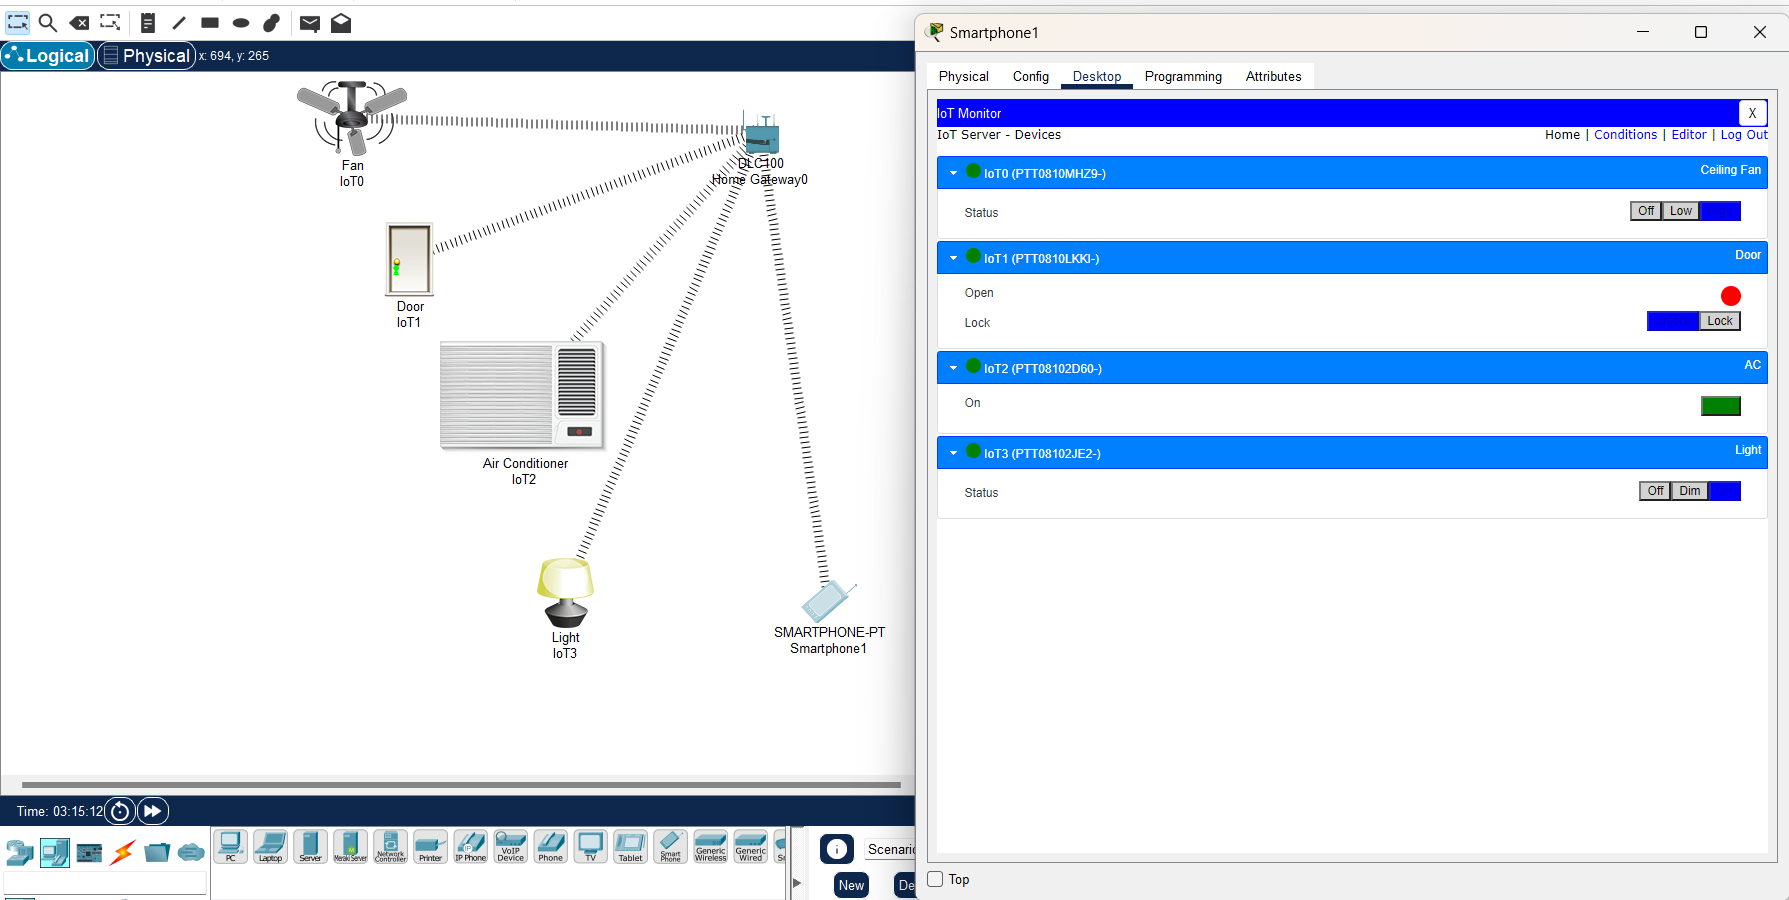 Smartphone1
Logical
Physical
x: 694, y: 265
Physical
Config
Desktop
Programming
Attributes
IoT Monitor
X
IoT Server - Devices
Home | Conditions | Editor | Log Out
IoT0 (PTT0810MHZ9-)
Ceiling Fan
Status
Off
Low
IoT1 (PTT0810LKKI-)
Door
Open
Lock
Lock
IoT2 (PTT08102D60-)
AC
On
IoT3 (PTT08102JE2-)
Light
Status
Off
Dim
Top
Fan
IoT0
DLC100
Home Gateway0
Door
IoT1
Air Conditioner
IoT2
Light
IoT3
SMARTPHONE-PT
Smartphone1
Time: 03:15:12
PC
Laptop
Server
Meraki Server
Network Controller
Printer
IP Phone
VoIP Device
Phone
TV
Tablet
Smart Phone
Generic Wireless
Generic Wired
Scenario
New
De